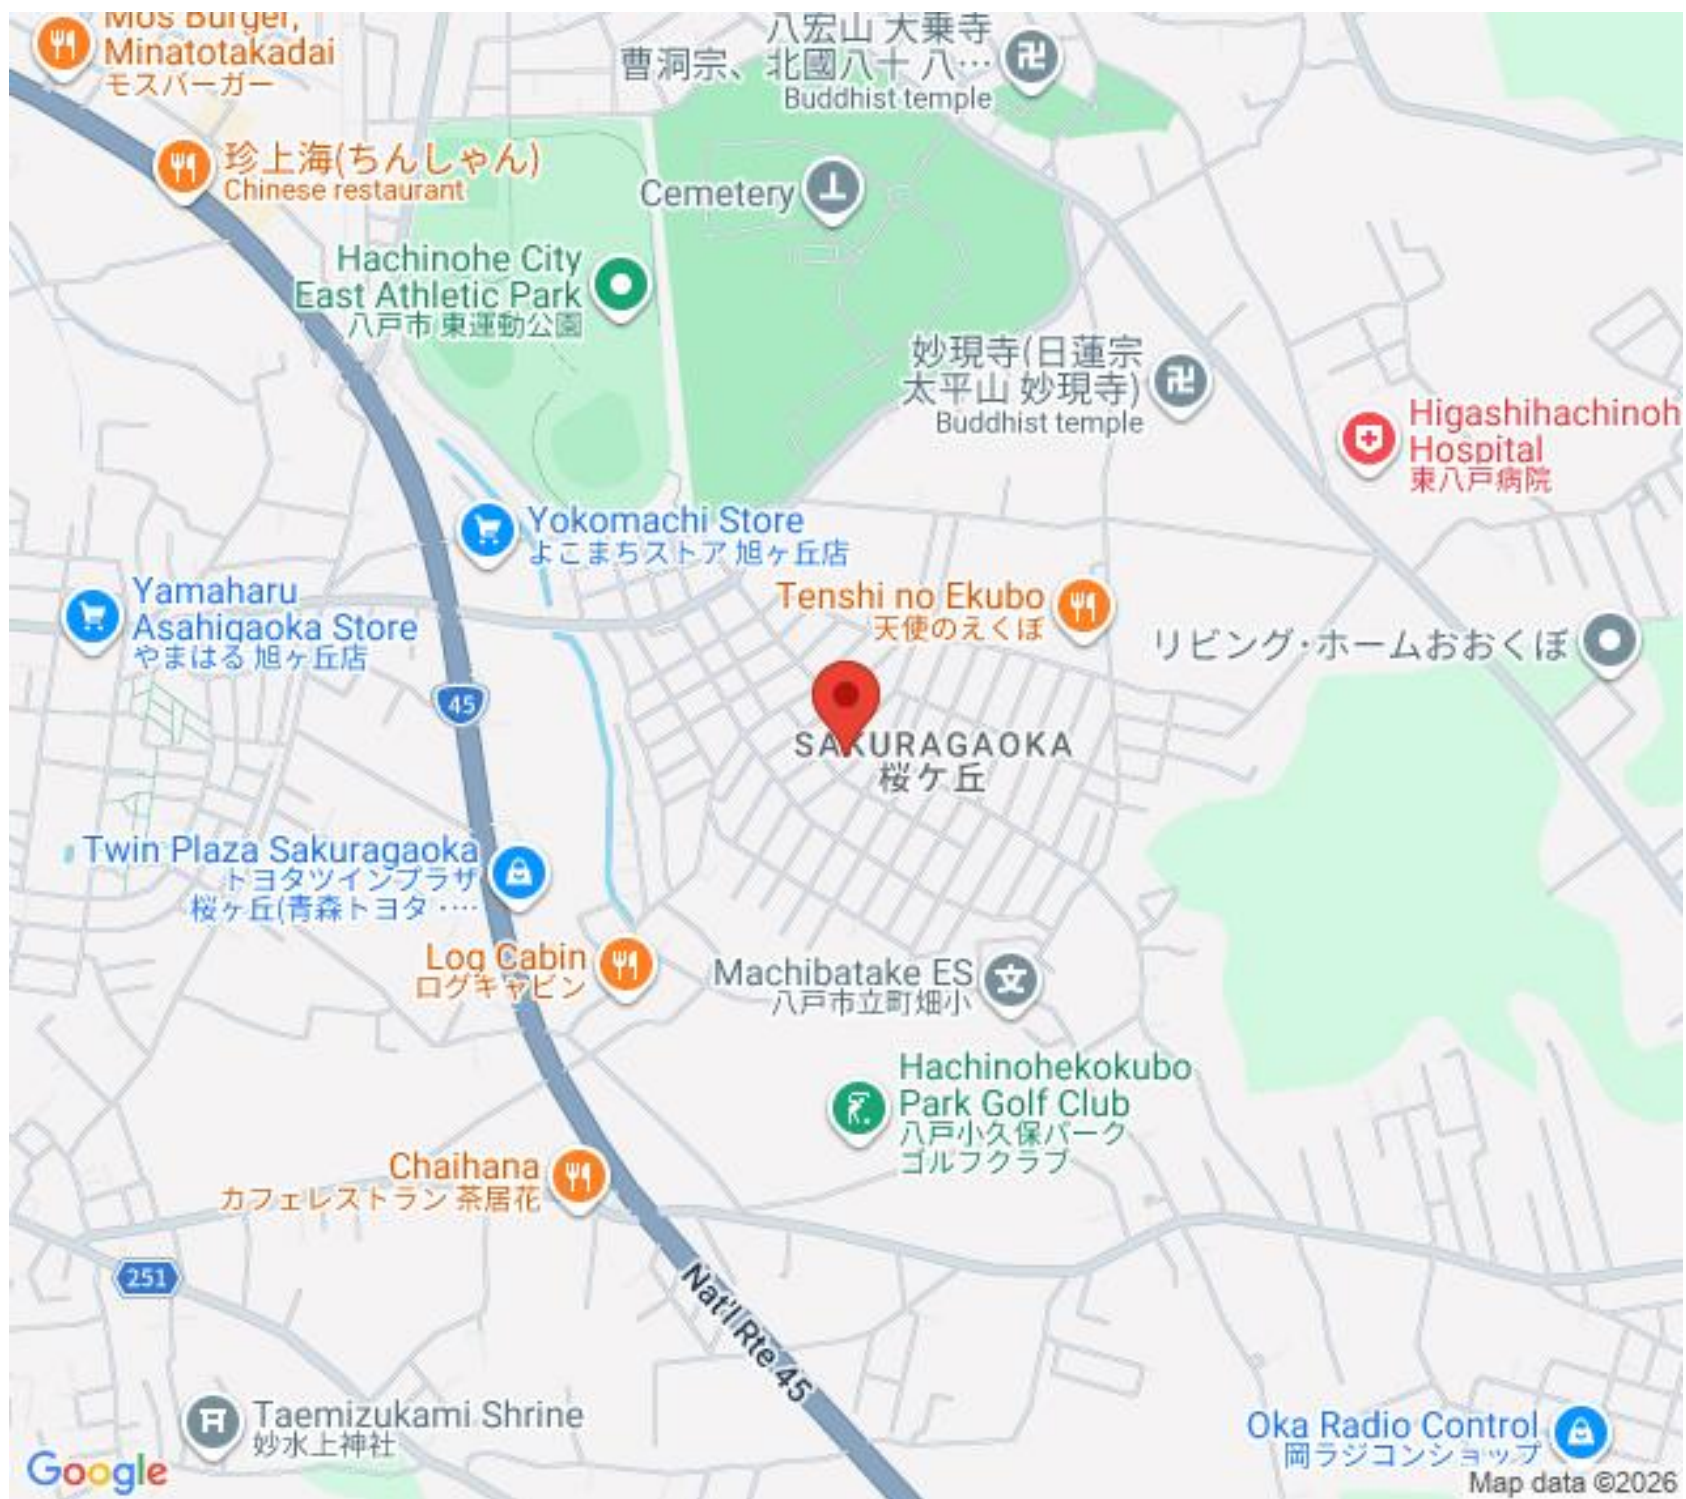 Mos Burger,
Minatotakadai
モスバーガー
八宏山 大乗寺
曹洞宗、北國八十 八…
Buddhist temple
珍上海(ちんしゃん)
Chinese restaurant
Cemetery
Hachinohe City
East Athletic Park
八戸市 東運動公園
妙現寺(日蓮宗
太平山 妙現寺)
Buddhist temple
Higashihachinoh
Hospital
東八戸病院
Yokomachi Store
よこまちストア 旭ヶ丘店
Yamaharu
Asahigaoka Store
やまはる 旭ヶ丘店
Tenshi no Ekubo
天使のえくぼ
リビング・ホームおおくぼ
45
SAKURAGAOKA
桜ケ丘
Twin Plaza Sakuragaoka
トヨタツインプラザ
桜ヶ丘(青森トヨタ ‥‥
Log Cabin
ログキャビン
Machibatake ES
八戸市立町畑小
文
Hachinohekokubo
Park Golf Club
八戸小久保パーク
ゴルフクラブ
Chaihana
カフェレストラン 茶居花
251
Nat'l Rte 45
Taemizukami Shrine
妙水上神社
Oka Radio Control
岡ラジコンショップ
Google
Map data ©2026